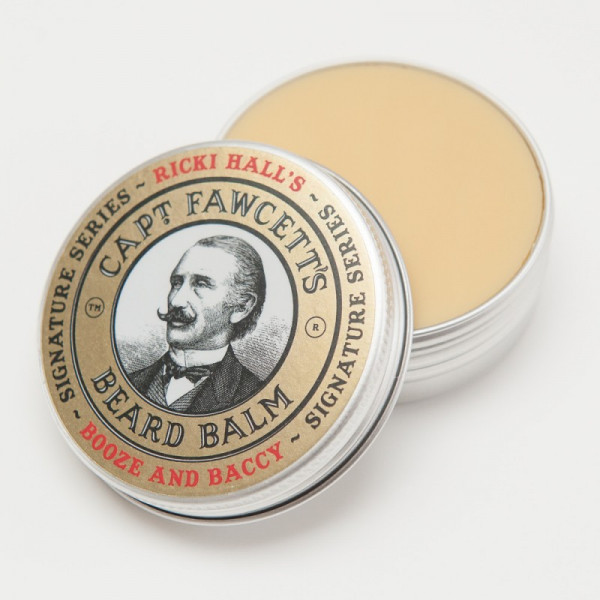 ~ SIGNATURE SERIES ~ RICKI HALL'S ~ SIGNATURE SERIES ~
BOOZE AND BACCY
CAPT FAWCETT'S
TM
R
BEARD BALM